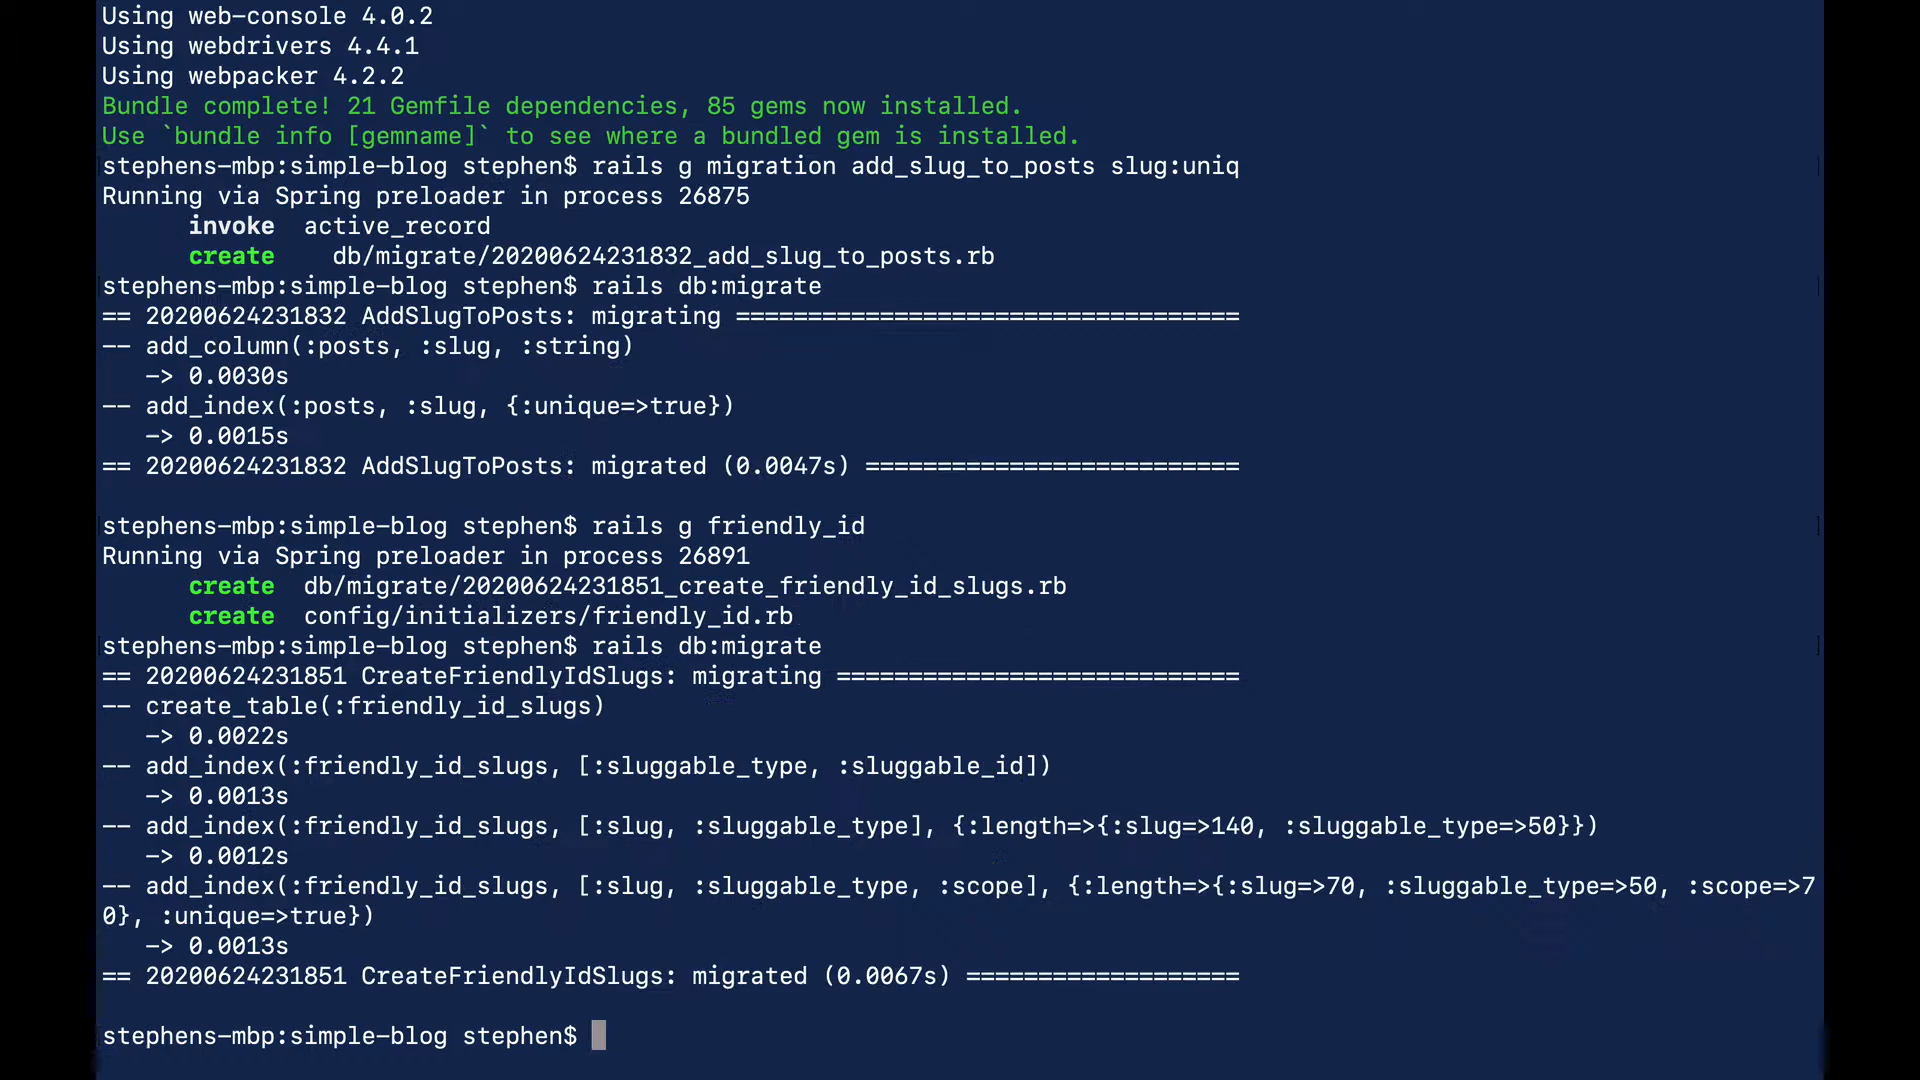 Using web-console 4.0.2
Using webdrivers 4.4.1
Using webpacker 4.2.2
Bundle complete! 21 Gemfile dependencies, 85 gems now installed.
Use `bundle info [gemname]` to see where a bundled gem is installed.
stephens-mbp:simple-blog stephen$ rails g migration add_slug_to_posts slug:uniq
Running via Spring preloader in process 26875
      invoke  active_record
      create    db/migrate/20200624231832_add_slug_to_posts.rb
stephens-mbp:simple-blog stephen$ rails db:migrate
== 20200624231832 AddSlugToPosts: migrating ===================================
-- add_column(:posts, :slug, :string)
   -> 0.0030s
-- add_index(:posts, :slug, {:unique=>true})
   -> 0.0015s
== 20200624231832 AddSlugToPosts: migrated (0.0047s) ==========================
stephens-mbp:simple-blog stephen$ rails g friendly_id
Running via Spring preloader in process 26891
      create  db/migrate/20200624231851_create_friendly_id_slugs.rb
      create  config/initializers/friendly_id.rb
stephens-mbp:simple-blog stephen$ rails db:migrate
== 20200624231851 CreateFriendlyIdSlugs: migrating ============================
-- create_table(:friendly_id_slugs)
   -> 0.0022s
-- add_index(:friendly_id_slugs, [:sluggable_type, :sluggable_id])
   -> 0.0013s
-- add_index(:friendly_id_slugs, [:slug, :sluggable_type], {:length=>{:slug=>140, :sluggable_type=>50}})
   -> 0.0012s
-- add_index(:friendly_id_slugs, [:slug, :sluggable_type, :scope], {:length=>{:slug=>70, :sluggable_type=>50, :scope=>7
0}, :unique=>true})
   -> 0.0013s
== 20200624231851 CreateFriendlyIdSlugs: migrated (0.0067s) ===================
stephens-mbp:simple-blog stephen$